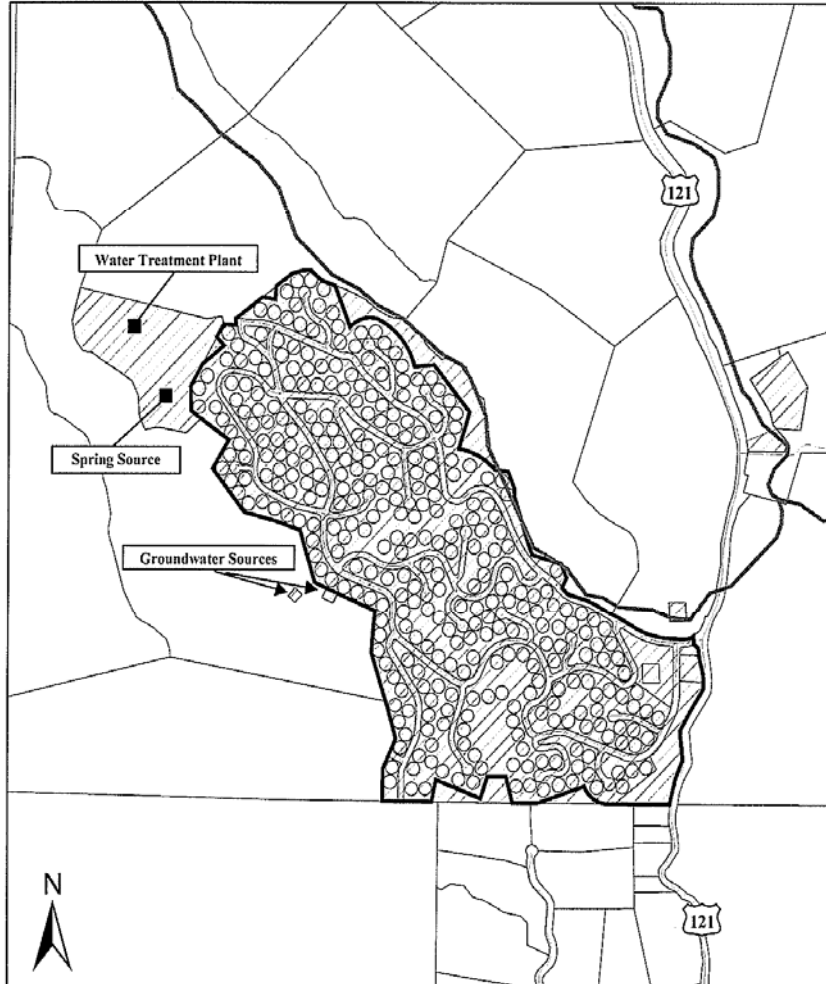 121
Water Treatment Plant
Spring Source
Groundwater Sources
N
121